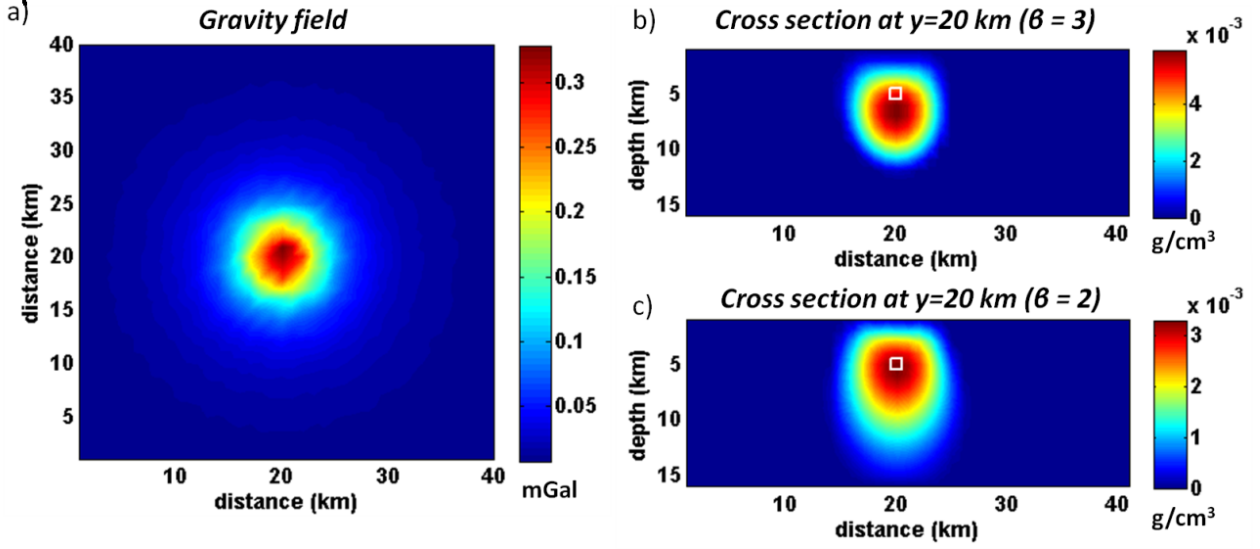 a)
Gravity field
40
35
30
25
20
15
10
5
distance (km)
10
20
30
40
distance (km)
0.3
0.25
0.2
0.15
0.1
0.05
mGal
b)
Cross section at y=20 km (β = 3)
x 10⁻³
5
10
15
depth (km)
10
20
30
40
distance (km)
4
2
0
g/cm³
c)
Cross section at y=20 km (β = 2)
x 10⁻³
5
10
15
depth (km)
10
20
30
40
distance (km)
3
2
1
0
g/cm³